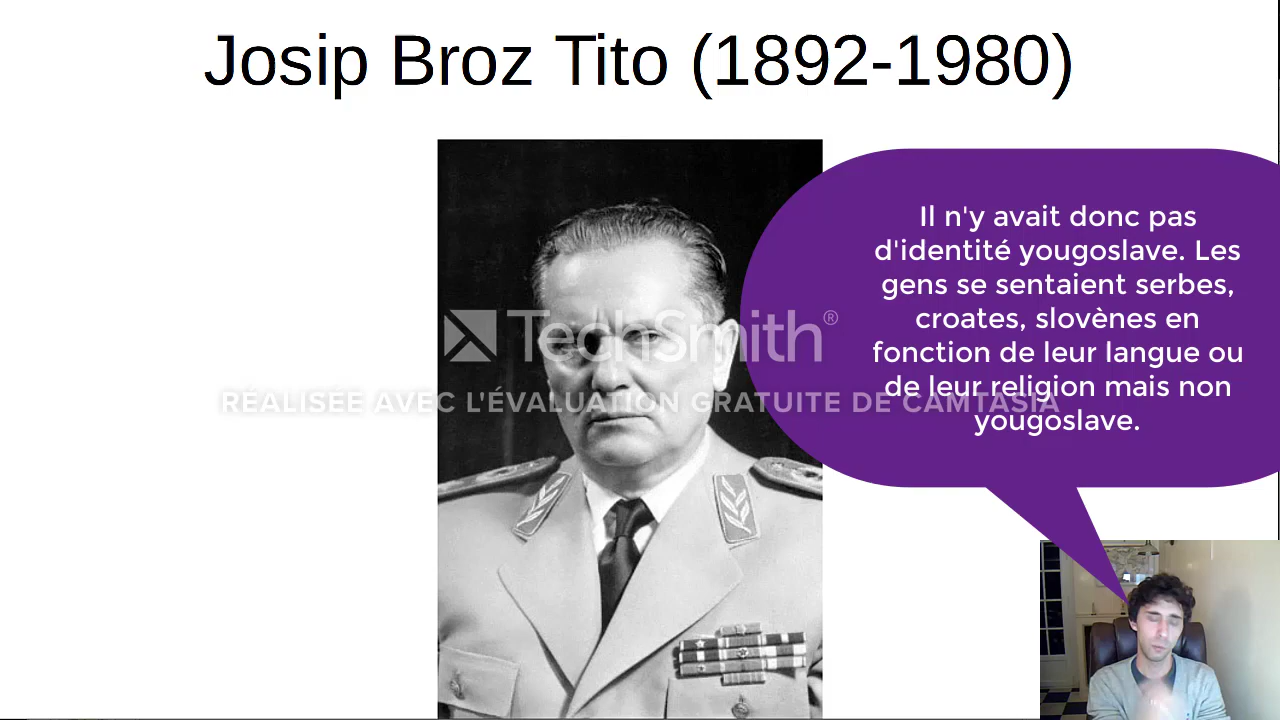 Josip Broz Tito (1892-1980)
Il n'y avait donc pas
d'identité yougoslave. Les
gens se sentaient serbes,
croates, slovènes en
fonction de leur langue ou
de leur religion mais non
yougoslave.
TechSmith®
RÉALISÉE AVEC L'ÉVALUATION GRATUITE DE CAMTASIA